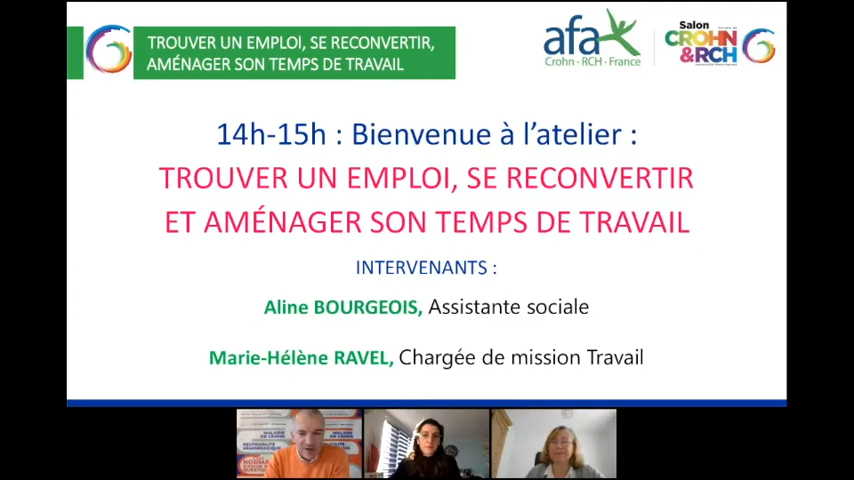 TROUVER UN EMPLOI, SE RECONVERTIR,
AMÉNAGER SON TEMPS DE TRAVAIL
afa
Crohn - RCH - France
Salon
CROHN
&RCH
14h-15h : Bienvenue à l’atelier :
TROUVER UN EMPLOI, SE RECONVERTIR
ET AMÉNAGER SON TEMPS DE TRAVAIL
INTERVENANTS :
Aline BOURGEOIS, Assistante sociale
Marie-Hélène RAVEL, Chargée de mission Travail